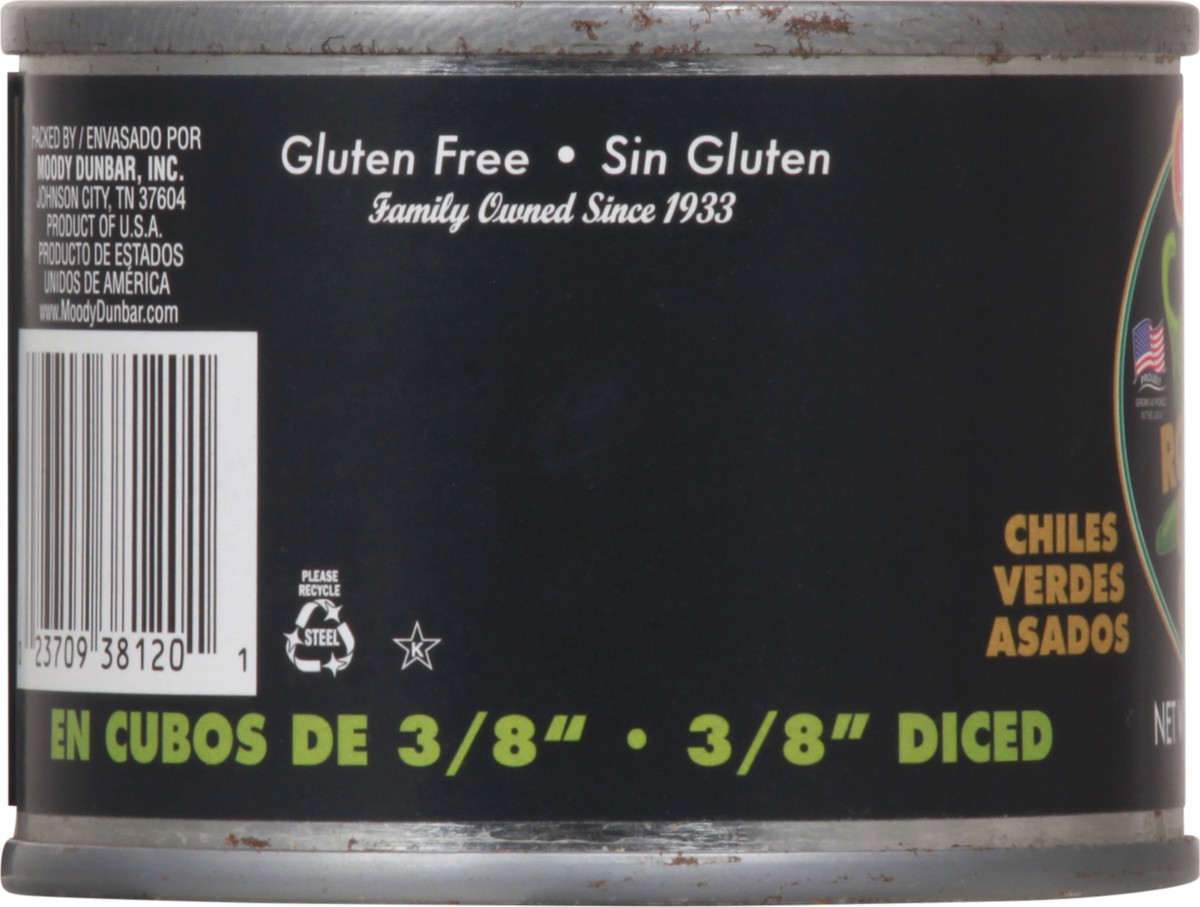 PACKED BY / ENVASADO POR
MOODY DUNBAR, INC.
JOHNSON CITY, TN 37604
PRODUCT OF U.S.A.
PRODUCTO DE ESTADOS
UNIDOS DE AMÉRICA
www.MoodyDunbar.com
Gluten Free • Sin Gluten
Family Owned Since 1933
23709 38120 1
PLEASE
RECYCLE
STEEL
K
CHILES
VERDES
ASADOS
NET
EN CUBOS DE 3/8" • 3/8" DICED